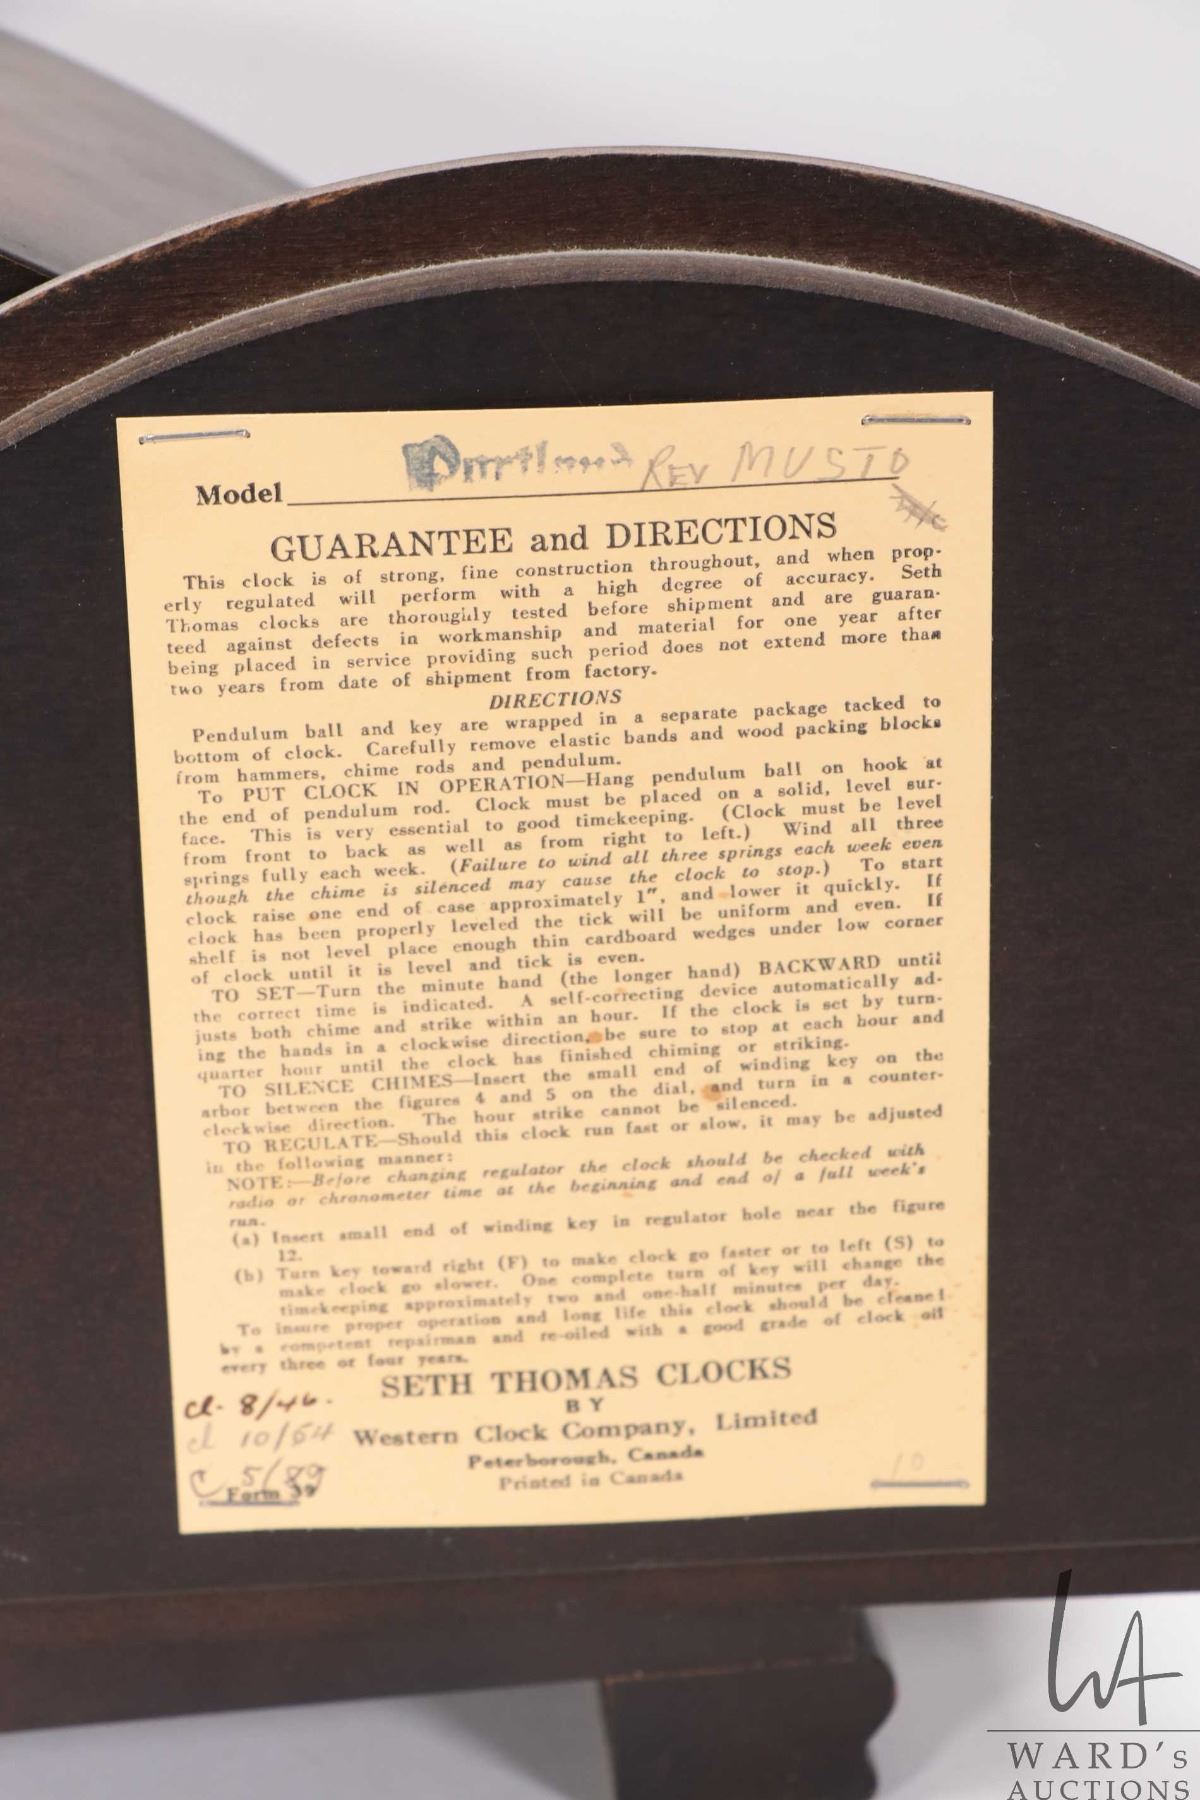 Portland REV MUSTO
Model
GUARANTEE and DIRECTIONS
This clock is of strong, fine construction throughout, and when prop-
erly regulated will perform with a high degree of accuracy. Seth
Thomas clocks are thoroughly tested before shipment and are guaran-
teed against defects in workmanship and material for one year after
being placed in service providing such period does not extend more than
two years from date of shipment from factory.
DIRECTIONS
Pendulum ball and key are wrapped in a separate package tacked to
bottom of clock. Carefully remove elastic bands and wood packing blocks
from hammers, chime rods and pendulum.
To PUT CLOCK IN OPERATION—Hang pendulum ball on hook at
the end of pendulum rod. Clock must be placed on a solid, level sur-
face. This is very essential to good timekeeping. (Clock must be level
from front to back as well as from right to left.) Wind all three
springs fully each week. (Failure to wind all three springs each week even
though the chime is silenced may cause the clock to stop.) To start
clock raise one end of case approximately 1", and lower it quickly. If
clock has been properly leveled the tick will be uniform and even. If
shelf is not level place enough thin cardboard wedges under low corner
of clock until it is level and tick is even.
TO SET—Turn the minute hand (the longer hand) BACKWARD until
the correct time is indicated. A self-correcting device automatically ad-
justs both chime and strike within an hour. If the clock is set by turn-
ing the hands in a clockwise direction, be sure to stop at each hour and
quarter hour until the clock has finished chiming or striking.
TO SILENCE CHIMES—Insert the small end of winding key on the
arbor between the figures 4 and 5 on the dial, and turn in a counter-
clockwise direction. The hour strike cannot be silenced.
TO REGULATE—Should this clock run fast or slow, it may be adjusted
in the following manner:
NOTE:—Before changing regulator the clock should be checked with
radio or chronometer time at the beginning and end of a full week's
run.
(a) Insert small end of winding key in regulator hole near the figure
12.
(b) Turn key toward right (F) to make clock go faster or to left (S) to
make clock go slower. One complete turn of key will change the
timekeeping approximately two and one-half minutes per day.
To insure proper operation and long life this clock should be cleaned
by a competent repairman and re-oiled with a good grade of clock oil
every three or four years.
SETH THOMAS CLOCKS
BY
Western Clock Company, Limited
Peterborough, Canada
Printed in Canada
cl. 8/46.
cl 10/54
C 5/89
Form 39
10
WA
WARD's
AUCTIONS